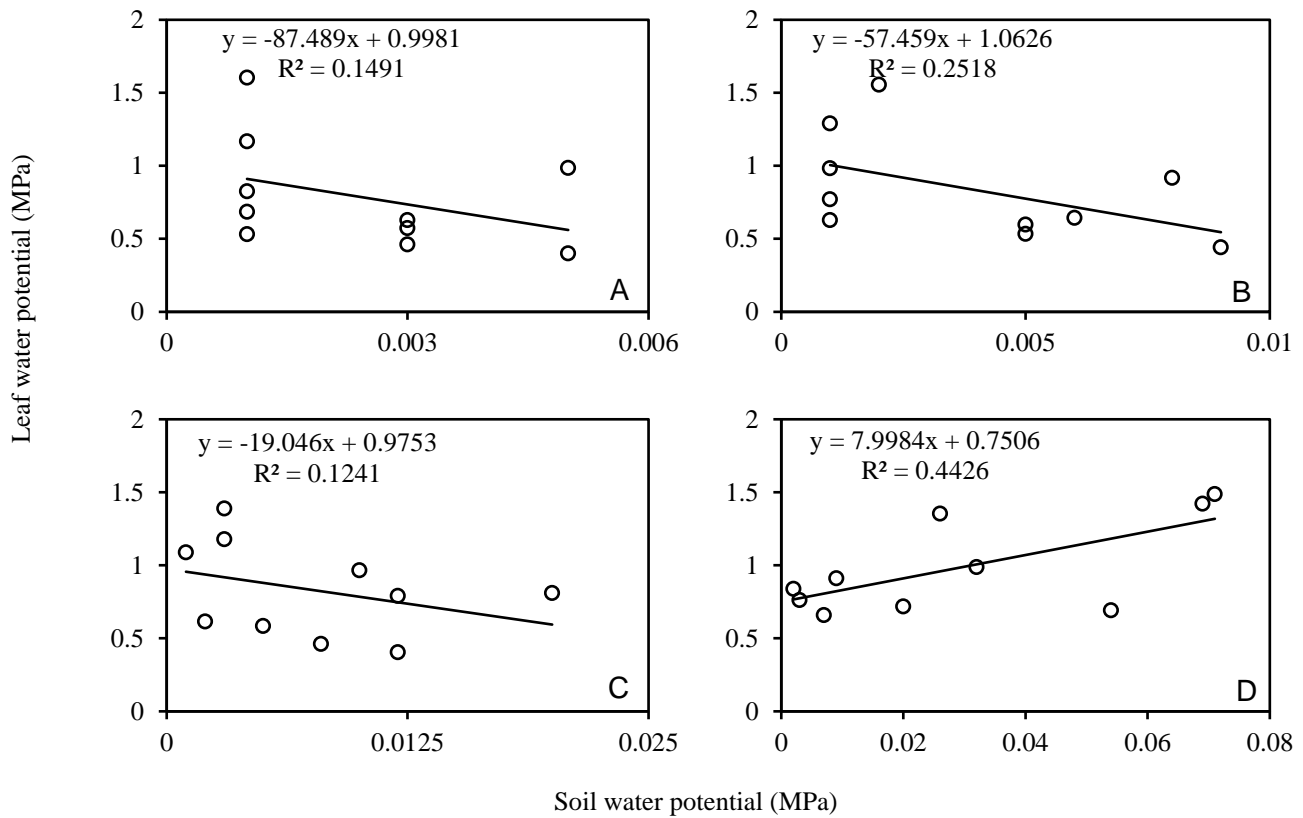 Leaf water potential (MPa)
y = -87.489x + 0.9981
R² = 0.1491
2
1.5
1
0.5
0
0
0.003
0.006
A
y = -57.459x + 1.0626
R² = 0.2518
2
1.5
1
0.5
0
0
0.005
0.01
B
y = -19.046x + 0.9753
R² = 0.1241
2
1.5
1
0.5
0
0
0.0125
0.025
C
y = 7.9984x + 0.7506
R² = 0.4426
2
1.5
1
0.5
0
0
0.02
0.04
0.06
0.08
D
Soil water potential (MPa)